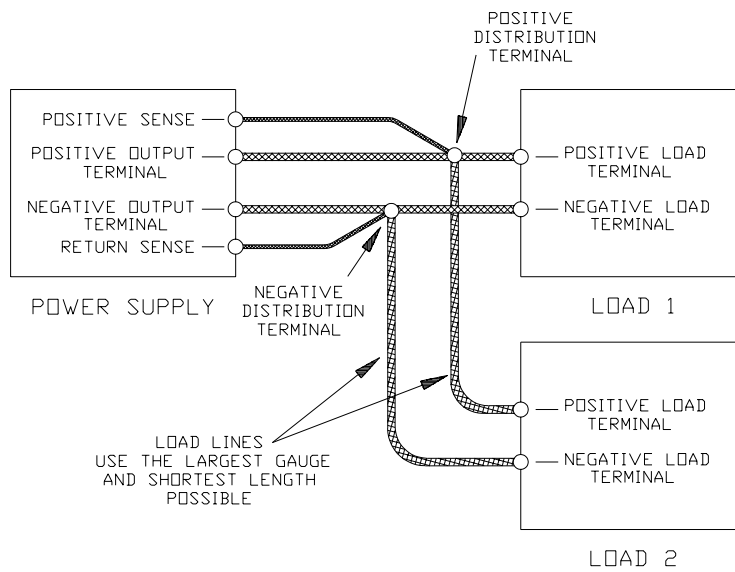 POSITIVE
DISTRIBUTION
TERMINAL
POSITIVE SENSE
POSITIVE OUTPUT
TERMINAL
NEGATIVE OUTPUT
TERMINAL
RETURN SENSE
POWER SUPPLY
POSITIVE LOAD
TERMINAL
NEGATIVE LOAD
TERMINAL
LOAD 1
NEGATIVE
DISTRIBUTION
TERMINAL
LOAD LINES
USE THE LARGEST GAUGE
AND SHORTEST LENGTH
POSSIBLE
POSITIVE LOAD
TERMINAL
NEGATIVE LOAD
TERMINAL
LOAD 2